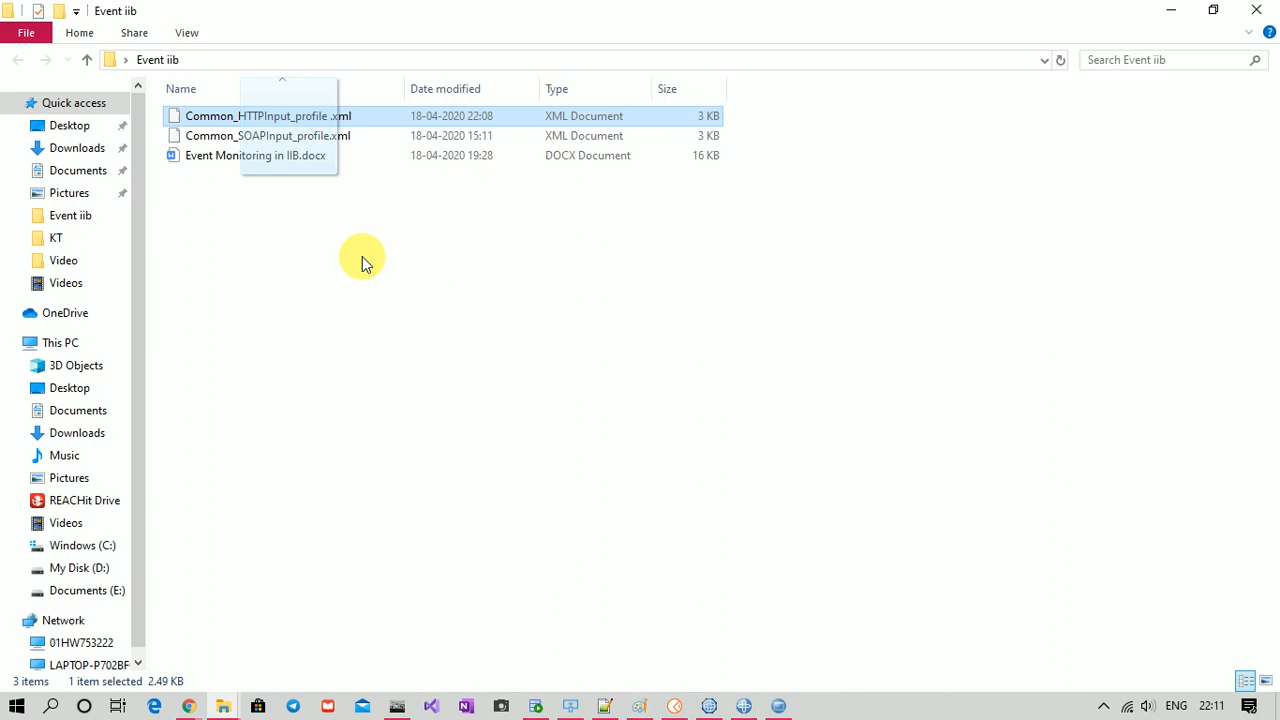 Event iib
File Home Share View
Event iib Search Event iib
Name Date modified Type Size
Common_HTTPInput_profile .xml 18-04-2020 22:08 XML Document 3 KB
Common_SOAPInput_profile.xml 18-04-2020 15:11 XML Document 3 KB
Event Monitoring in IIB.docx 18-04-2020 19:28 DOCX Document 16 KB
Quick access
Desktop
Downloads
Documents
Pictures
Event iib
KT
Video
Videos
OneDrive
This PC
3D Objects
Desktop
Documents
Downloads
Music
Pictures
REACHit Drive
Videos
Windows (C:)
My Disk (D:)
Documents (E:)
Network
01HW753222
LAPTOP-P702BF
3 items 1 item selected 2.49 KB
ENG 22:11